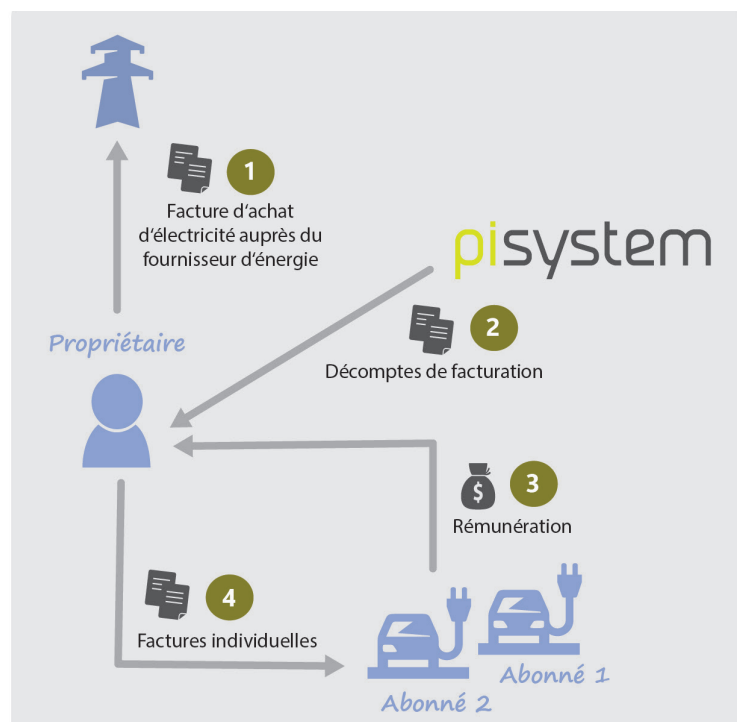 1
Facture d‘achat
d‘électricité auprès du
fournisseur d‘énergie
pisystem
2
Propriétaire
Décomptes de facturation
$
3
Rémunération
4
Factures individuelles
Abonné 1
Abonné 2